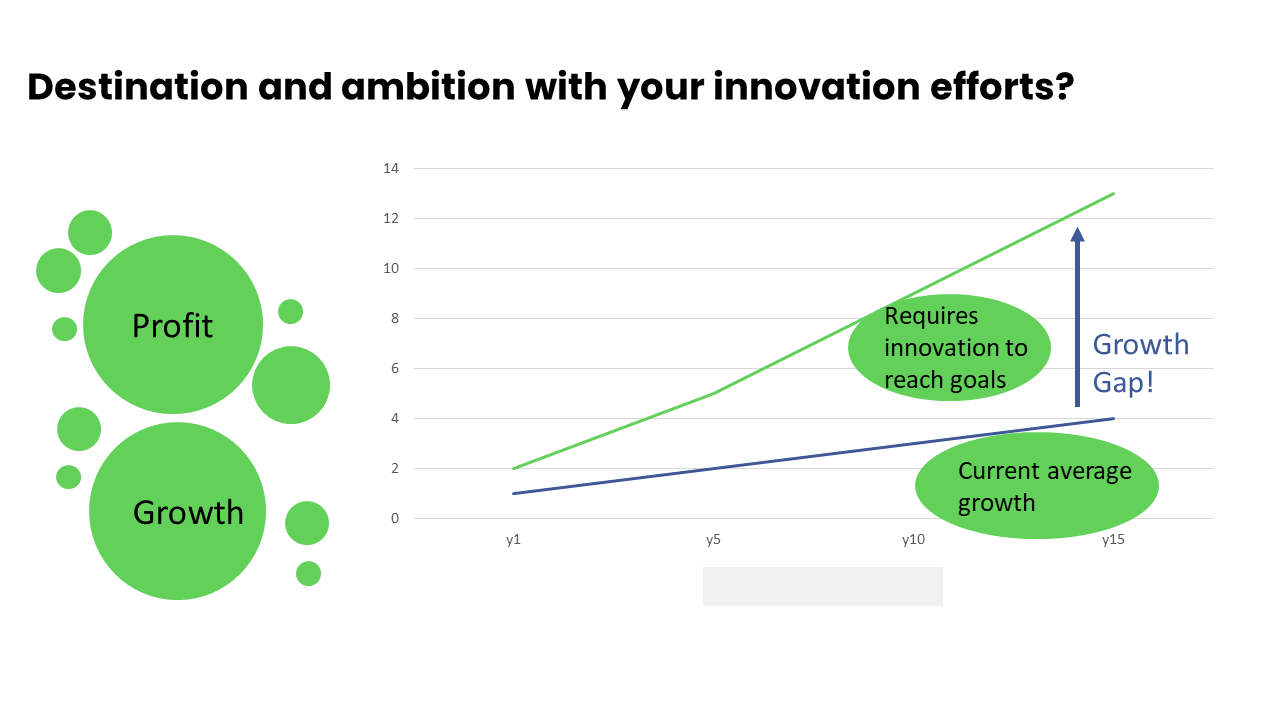 Destination and ambition with your innovation efforts?
Profit
Growth
14
12
10
8
6
4
2
0
y1
y5
y10
y15
Requires
innovation to
reach goals
Growth
Gap!
Current average
growth